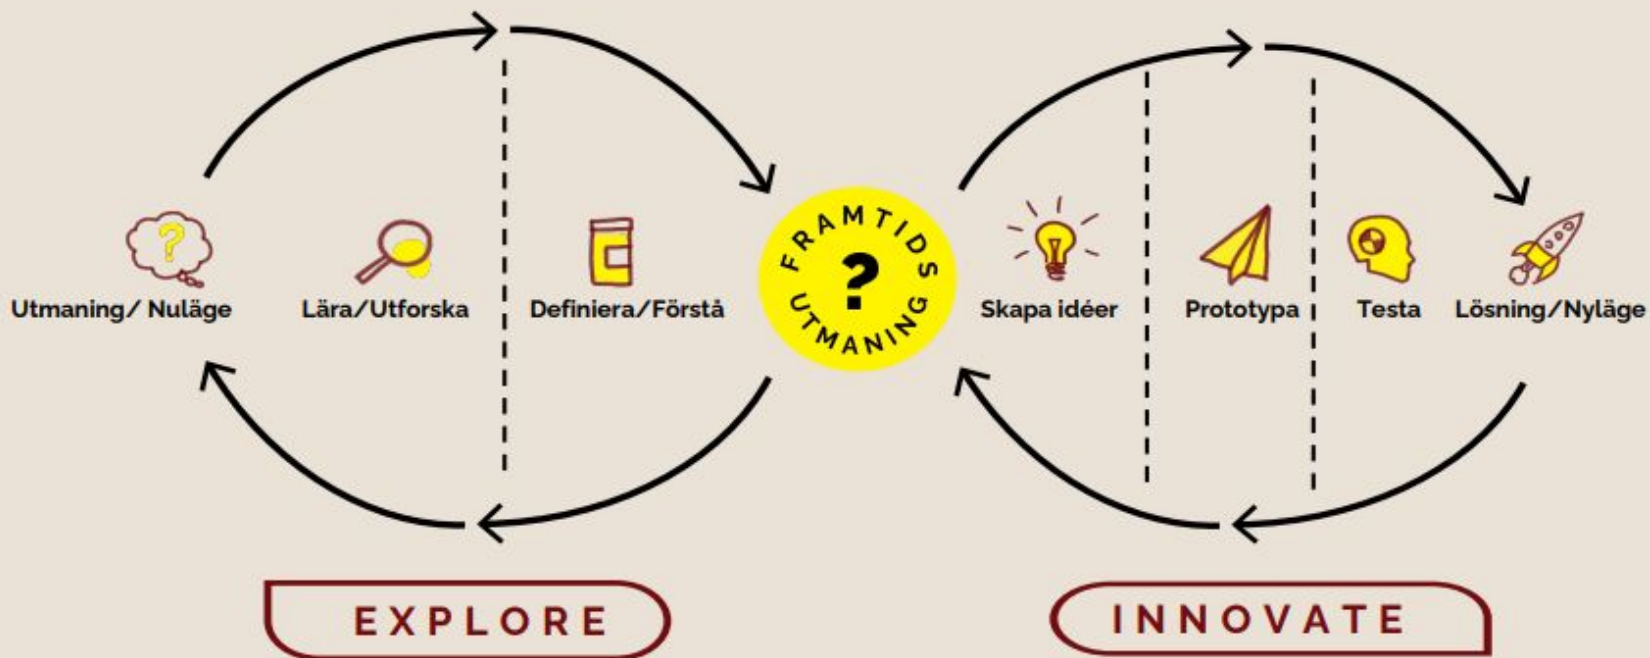 Utmaning/ Nuläge
Lära/Utforska
Definiera/Förstå
FRAMTIDS
?
UTMANING
Skapa idéer
Prototypa
Testa
Lösning/Nyläge
EXPLORE
INNOVATE